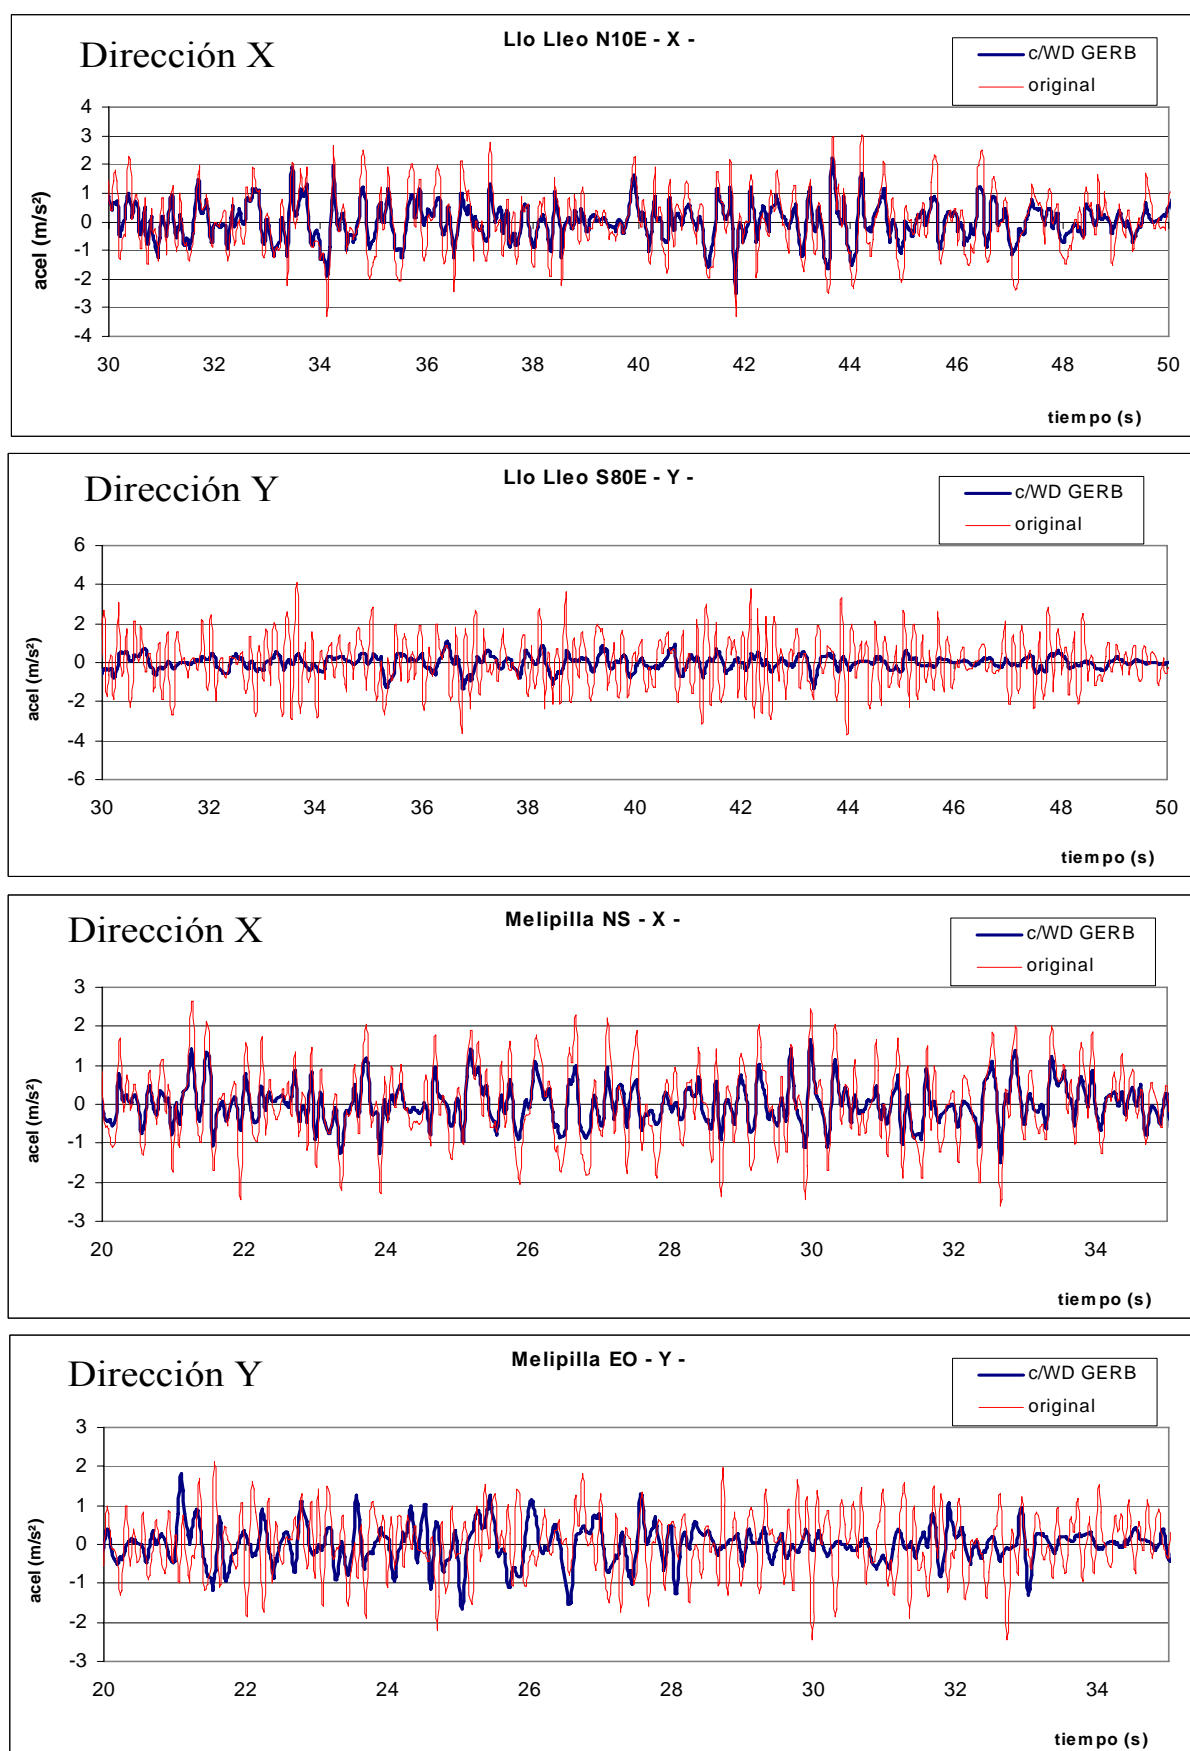 Dirección X
Llo Lleo N10E - X -
c/WD GERB
original
acel (m/s²)
4
3
2
1
0
-1
-2
-3
-4
30 32 34 36 38 40 42 44 46 48 50
tiempo (s)
Dirección Y
Llo Lleo S80E - Y -
c/WD GERB
original
acel (m/s²)
6
4
2
0
-2
-4
-6
30 32 34 36 38 40 42 44 46 48 50
tiempo (s)
Dirección X
Melipilla NS - X -
c/WD GERB
original
acel (m/s²)
3
2
1
0
-1
-2
-3
20 22 24 26 28 30 32 34
tiempo (s)
Dirección Y
Melipilla EO - Y -
c/WD GERB
original
acel (m/s²)
3
2
1
0
-1
-2
-3
20 22 24 26 28 30 32 34
tiempo (s)